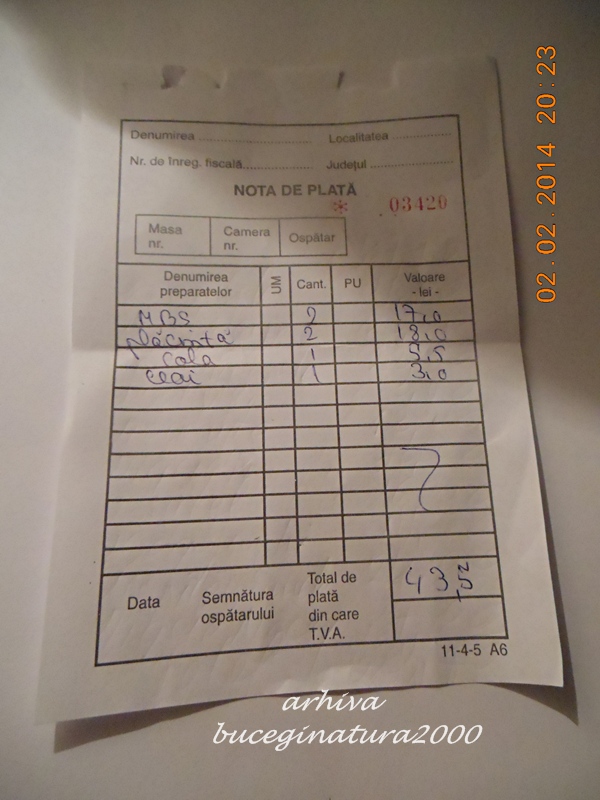 02.02.2014 20:23
Denumirea .............................. Localitatea ................
Nr. de înreg. fiscală.................... Județul ......................
NOTA DE PLATĂ
* 03420
Masa nr. Camera nr. Ospătar
Denumirea preparatelor UM Cant. PU Valoare - lei -
MBS 2 17,0
plăcintă 2 18,0
cola 1 5,5
ceai 1 3,0
43,5
Data Semnătura ospătarului Total de plată din care T.V.A.
11-4-5 A6
arhiva
buceginatura2000